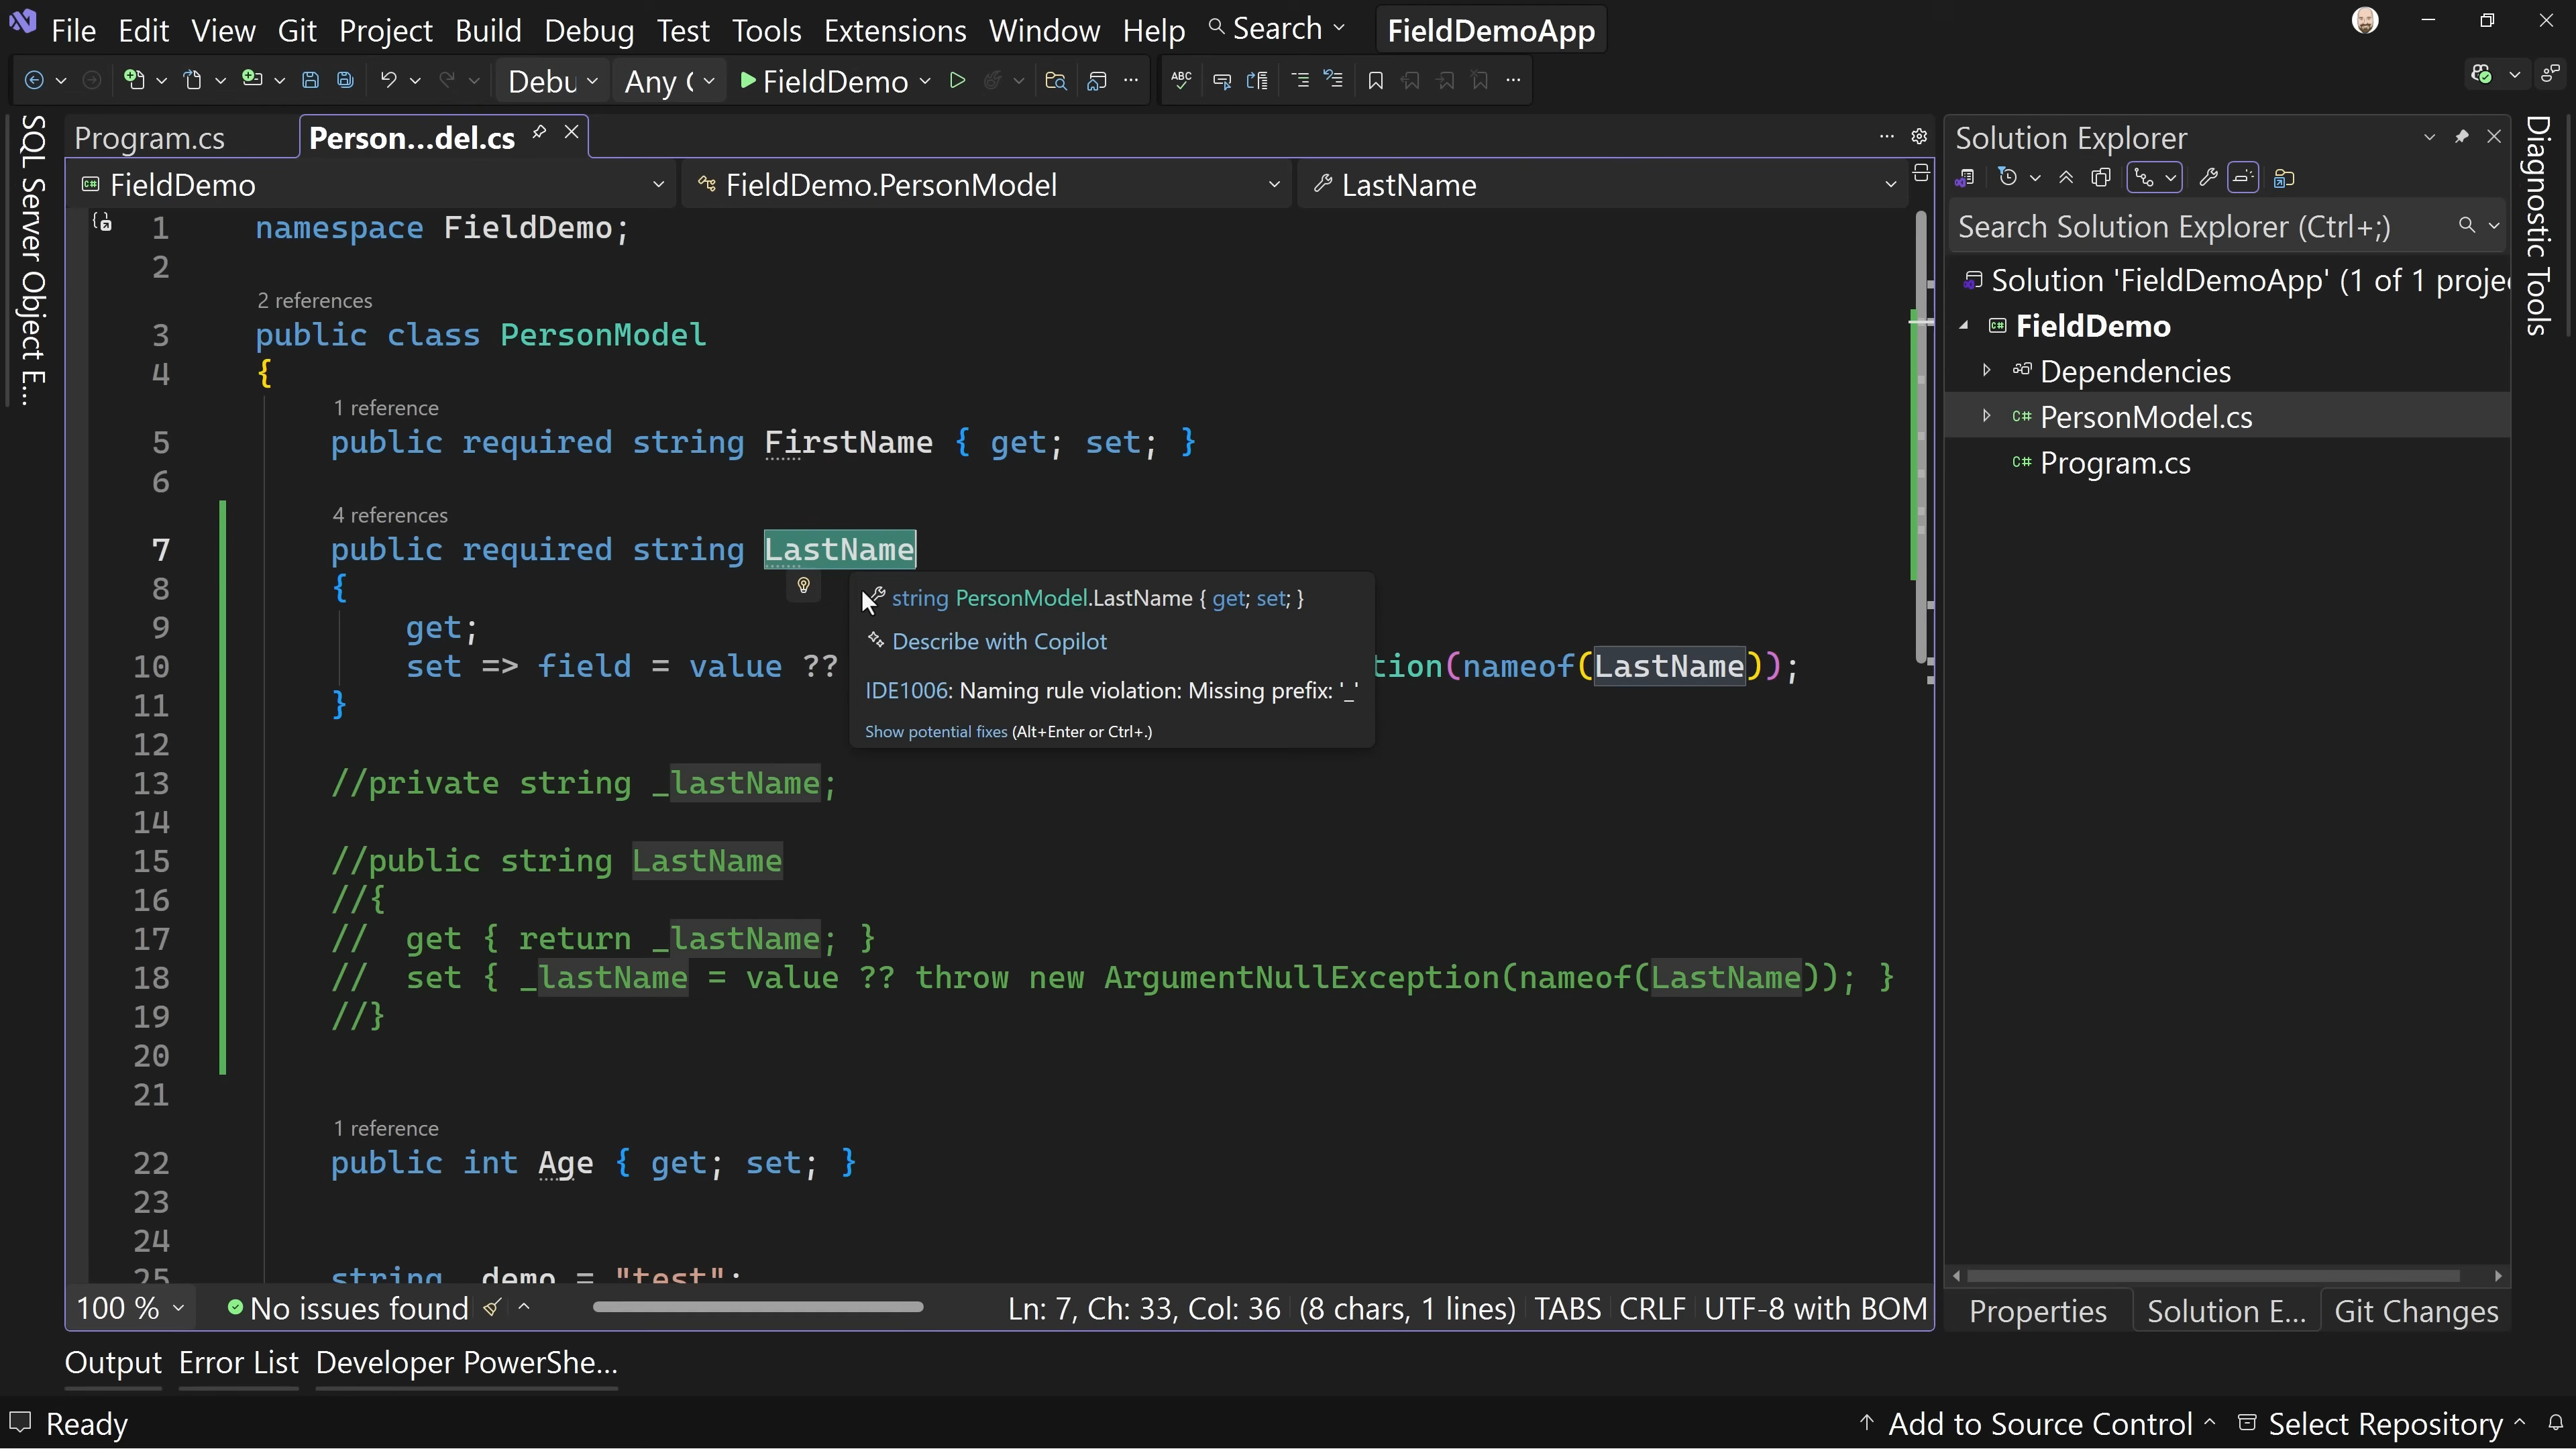 File Edit View Git Project Build Debug Test Tools Extensions Window Help Search FieldDemoApp
Any FieldDemo
SQL Server Object E...
Program.cs Person...del.cs
FieldDemo FieldDemo.PersonModel LastName
1 namespace FieldDemo;
2
2 references
3 public class PersonModel
4 {
1 reference
5 public required string FirstName { get; set; }
6
4 references
7 public required string LastName
8 {
9 get;
10 set => field = value ?? tion(nameof(LastName));
11 }
12
13 //private string _lastName;
14
15 //public string LastName
16 //{
17 // get { return _lastName; }
18 // set { _lastName = value ?? throw new ArgumentNullException(nameof(LastName)); }
19 //}
20
21
1 reference
22 public int Age { get; set; }
23
24
25 string demo = "test";
string PersonModel.LastName { get; set; }
Describe with Copilot
IDE1006: Naming rule violation: Missing prefix: '_'
Show potential fixes (Alt+Enter or Ctrl+.)
100 % No issues found Ln: 7, Ch: 33, Col: 36 (8 chars, 1 lines) TABS CRLF UTF-8 with BOM
Solution Explorer
Search Solution Explorer (Ctrl+;)
Solution 'FieldDemoApp' (1 of 1 proje
FieldDemo
Dependencies
C# PersonModel.cs
C# Program.cs
Properties Solution E... Git Changes
Diagnostic Tools
Output Error List Developer PowerShe...
Ready Add to Source Control Select Repository